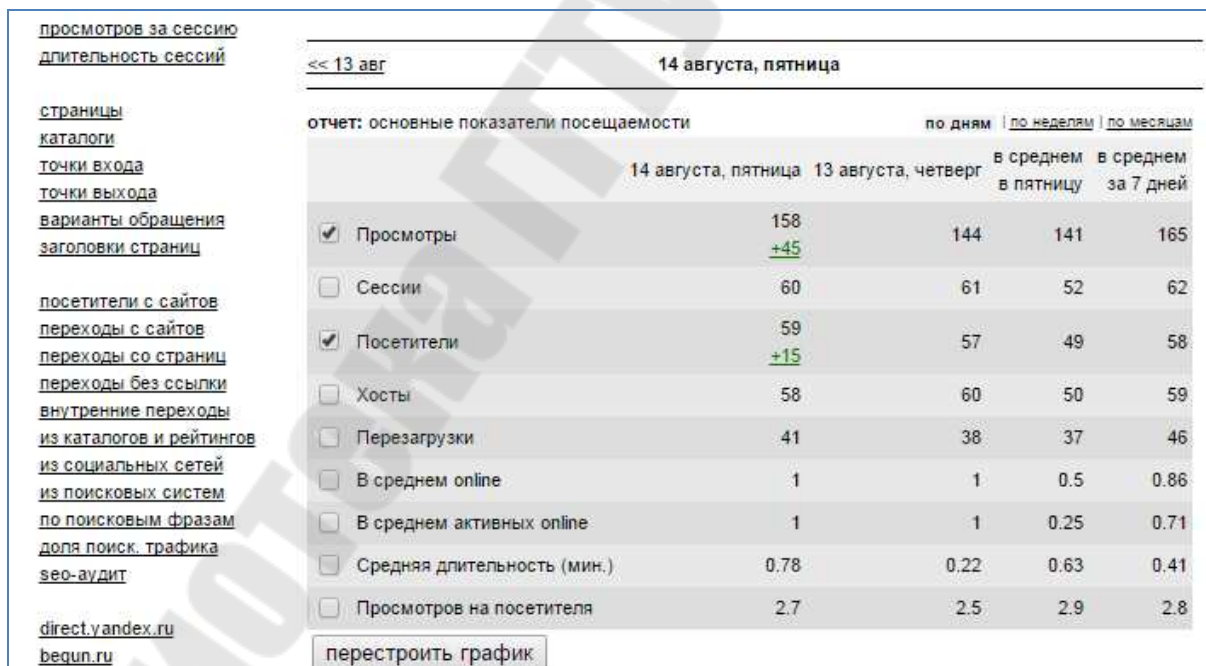 просмотров за сессию
длительность сессий
страницы
каталоги
точки входа
точки выхода
варианты обращения
заголовки страниц
посетители с сайтов
переходы с сайтов
переходы со страниц
переходы без ссылки
внутренние переходы
из каталогов и рейтингов
из социальных сетей
из поисковых систем
по поисковым фразам
доля поиск. трафика
seo-аудит
direct.yandex.ru
begun.ru
<< 13 авг 14 августа, пятница
отчет: основные показатели посещаемости по дням | по неделям | по месяцам
14 августа, пятница 13 августа, четверг в среднем в пятницу в среднем за 7 дней
Просмотры 158 +45 144 141 165
Сессии 60 61 52 62
Посетители 59 +15 57 49 58
Хосты 58 60 50 59
Перезагрузки 41 38 37 46
В среднем online 1 1 0.5 0.86
В среднем активных online 1 1 0.25 0.71
Средняя длительность (мин.) 0.78 0.22 0.63 0.41
Просмотров на посетителя 2.7 2.5 2.9 2.8
перестроить график